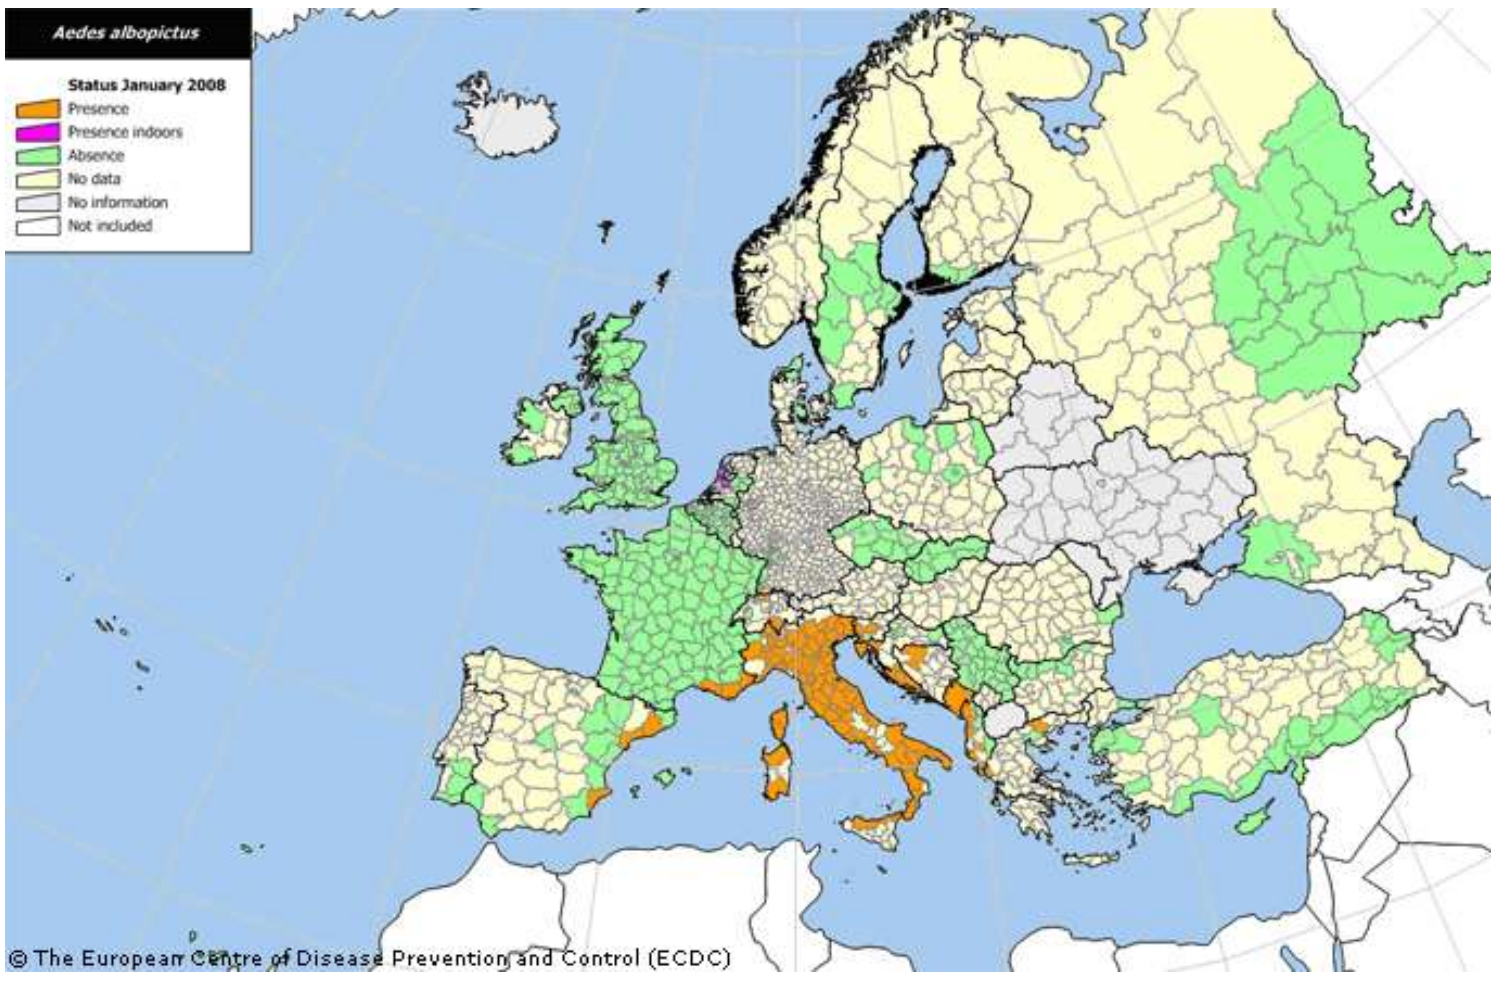 Aedes albopictus
Status January 2008
Presence
Presence indoors
Absence
No data
No information
Not included
© The European Centre of Disease Prevention and Control (ECDC)